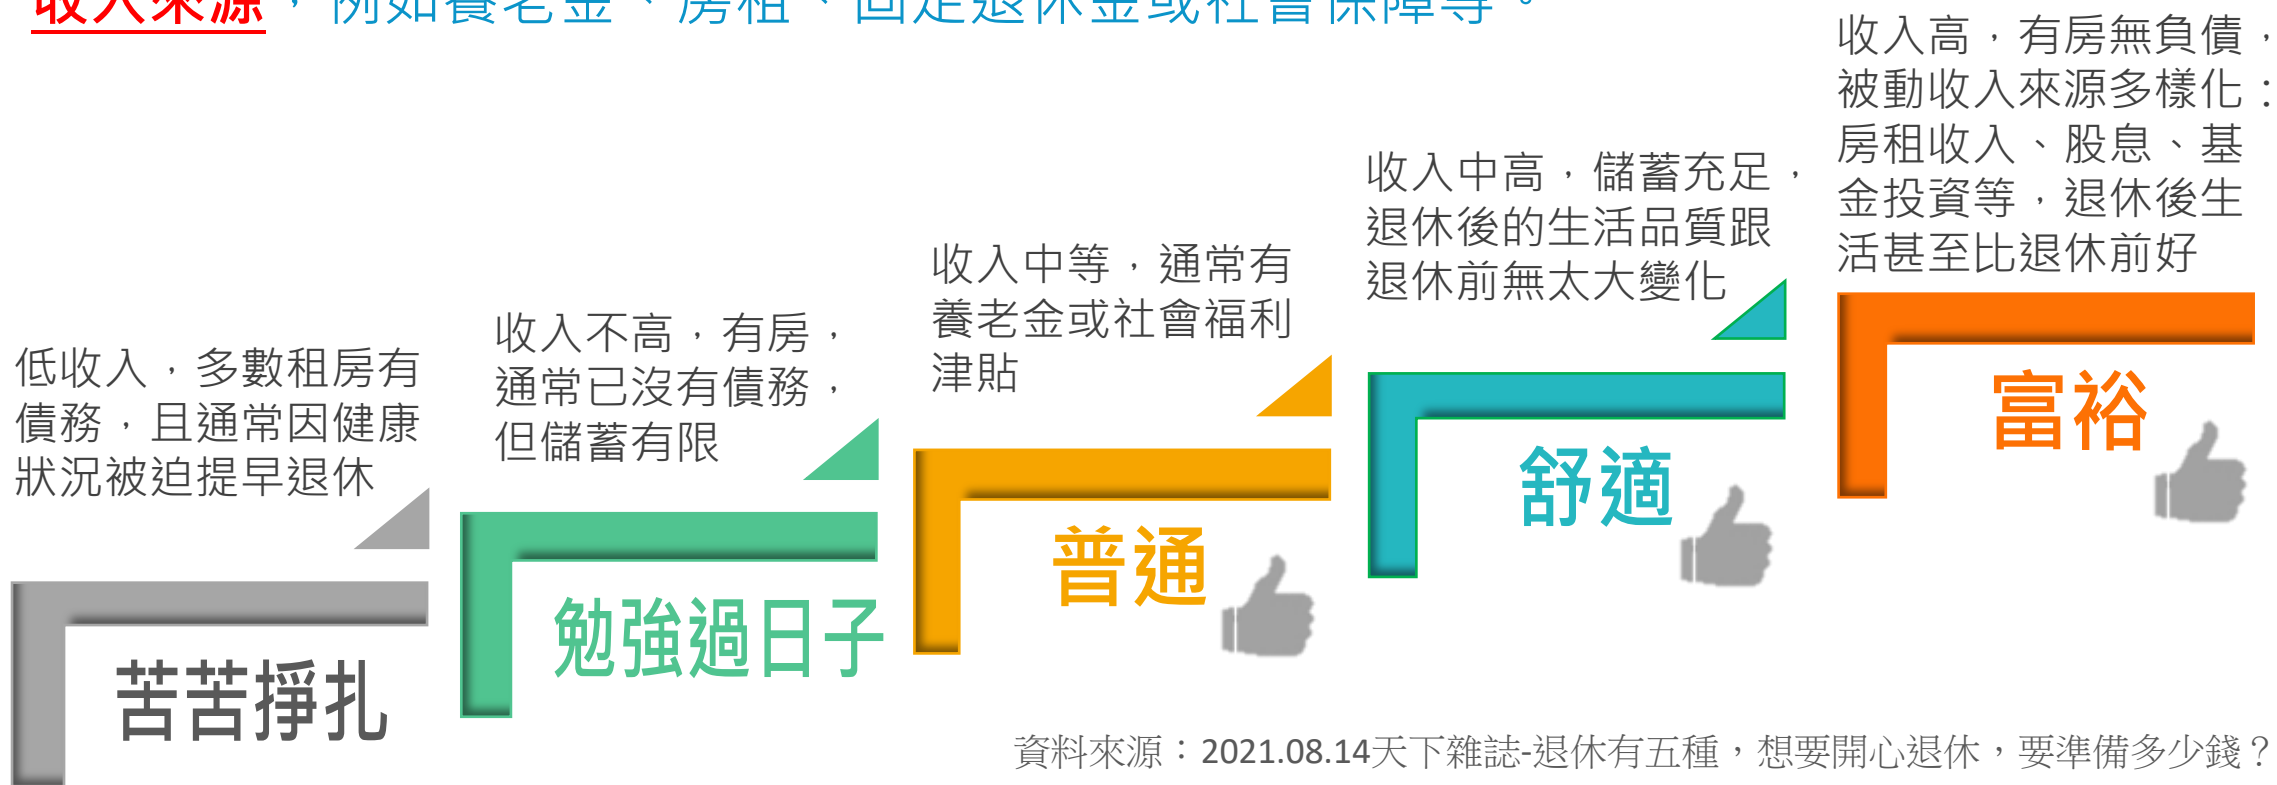 收入來源，例如養老金、房租、固定退休金或社會保障等。
低收入，多數租房有
債務，且通常因健康
狀況被迫提早退休
苦苦掙扎
收入不高，有房，
通常已沒有債務，
但儲蓄有限
勉強過日子
收入中等，通常有
養老金或社會福利
津貼
普通
收入中高，儲蓄充足，
退休後的生活品質跟
退休前無太大變化
舒適
收入高，有房無負債，
被動收入來源多樣化：
房租收入、股息、基
金投資等，退休後生
活甚至比退休前好
富裕
資料來源：2021.08.14天下雜誌-退休有五種，想要開心退休，要準備多少錢？